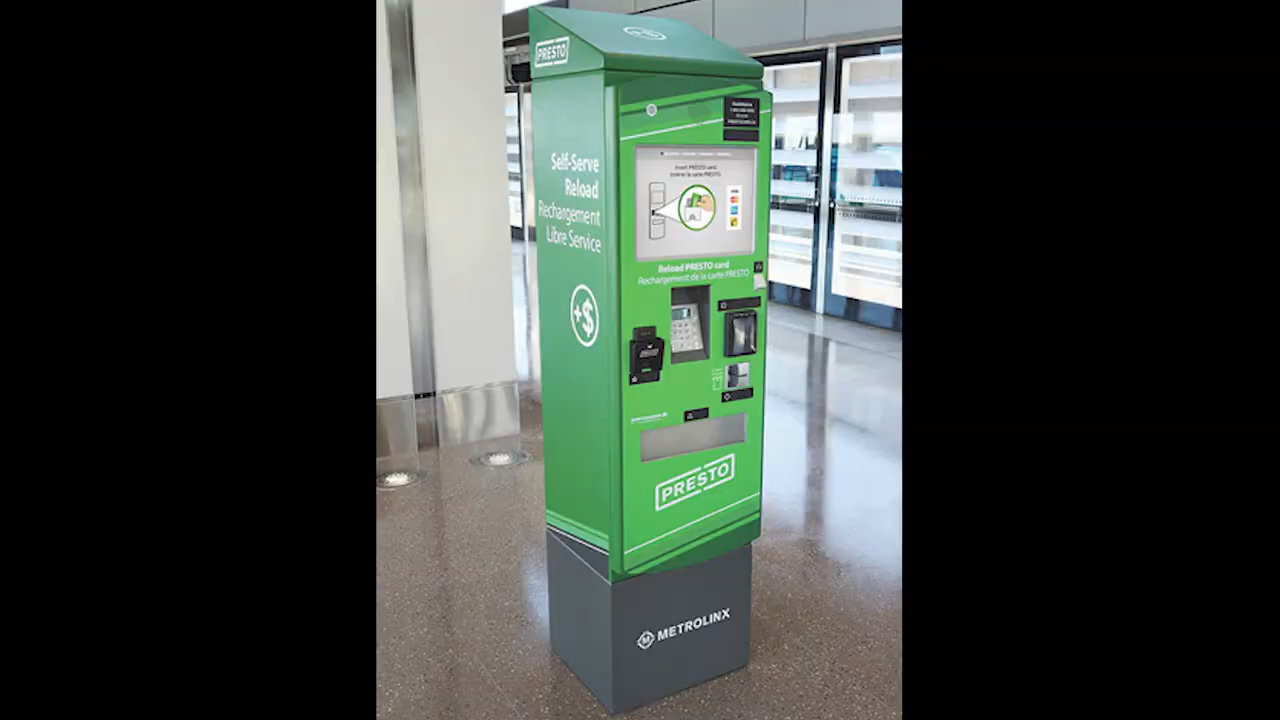 PRESTO
Self-Serve
Reload
Rechargement
Libre Service
+$
Insert PRESTO card.
Insérer la carte PRESTO.
Reload PRESTO card
Rechargement de la carte PRESTO
PRESTO
METROLINX